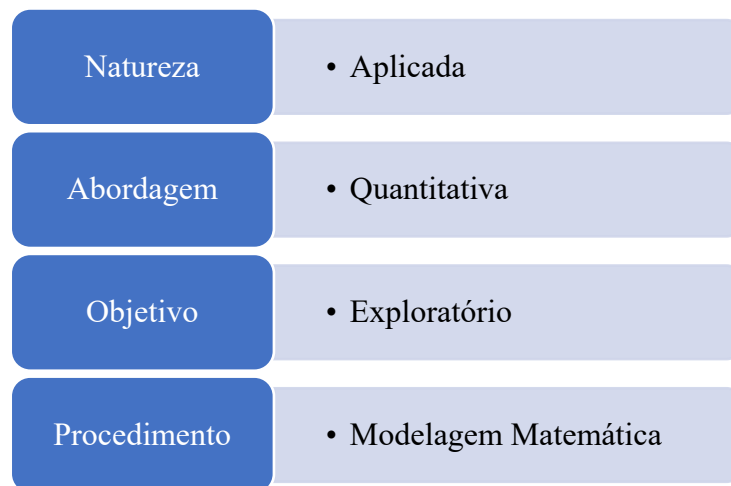 Natureza
• Aplicada
Abordagem
• Quantitativa
Objetivo
• Exploratório
Procedimento
• Modelagem Matemática